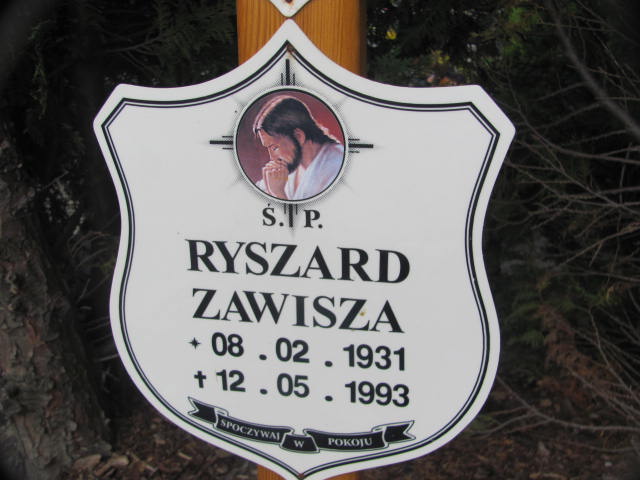 Ś. P.
RYSZARD
ZAWISZA
* 08 . 02 . 1931
† 12 . 05 . 1993
SPOCZYWAJ W POKOJU